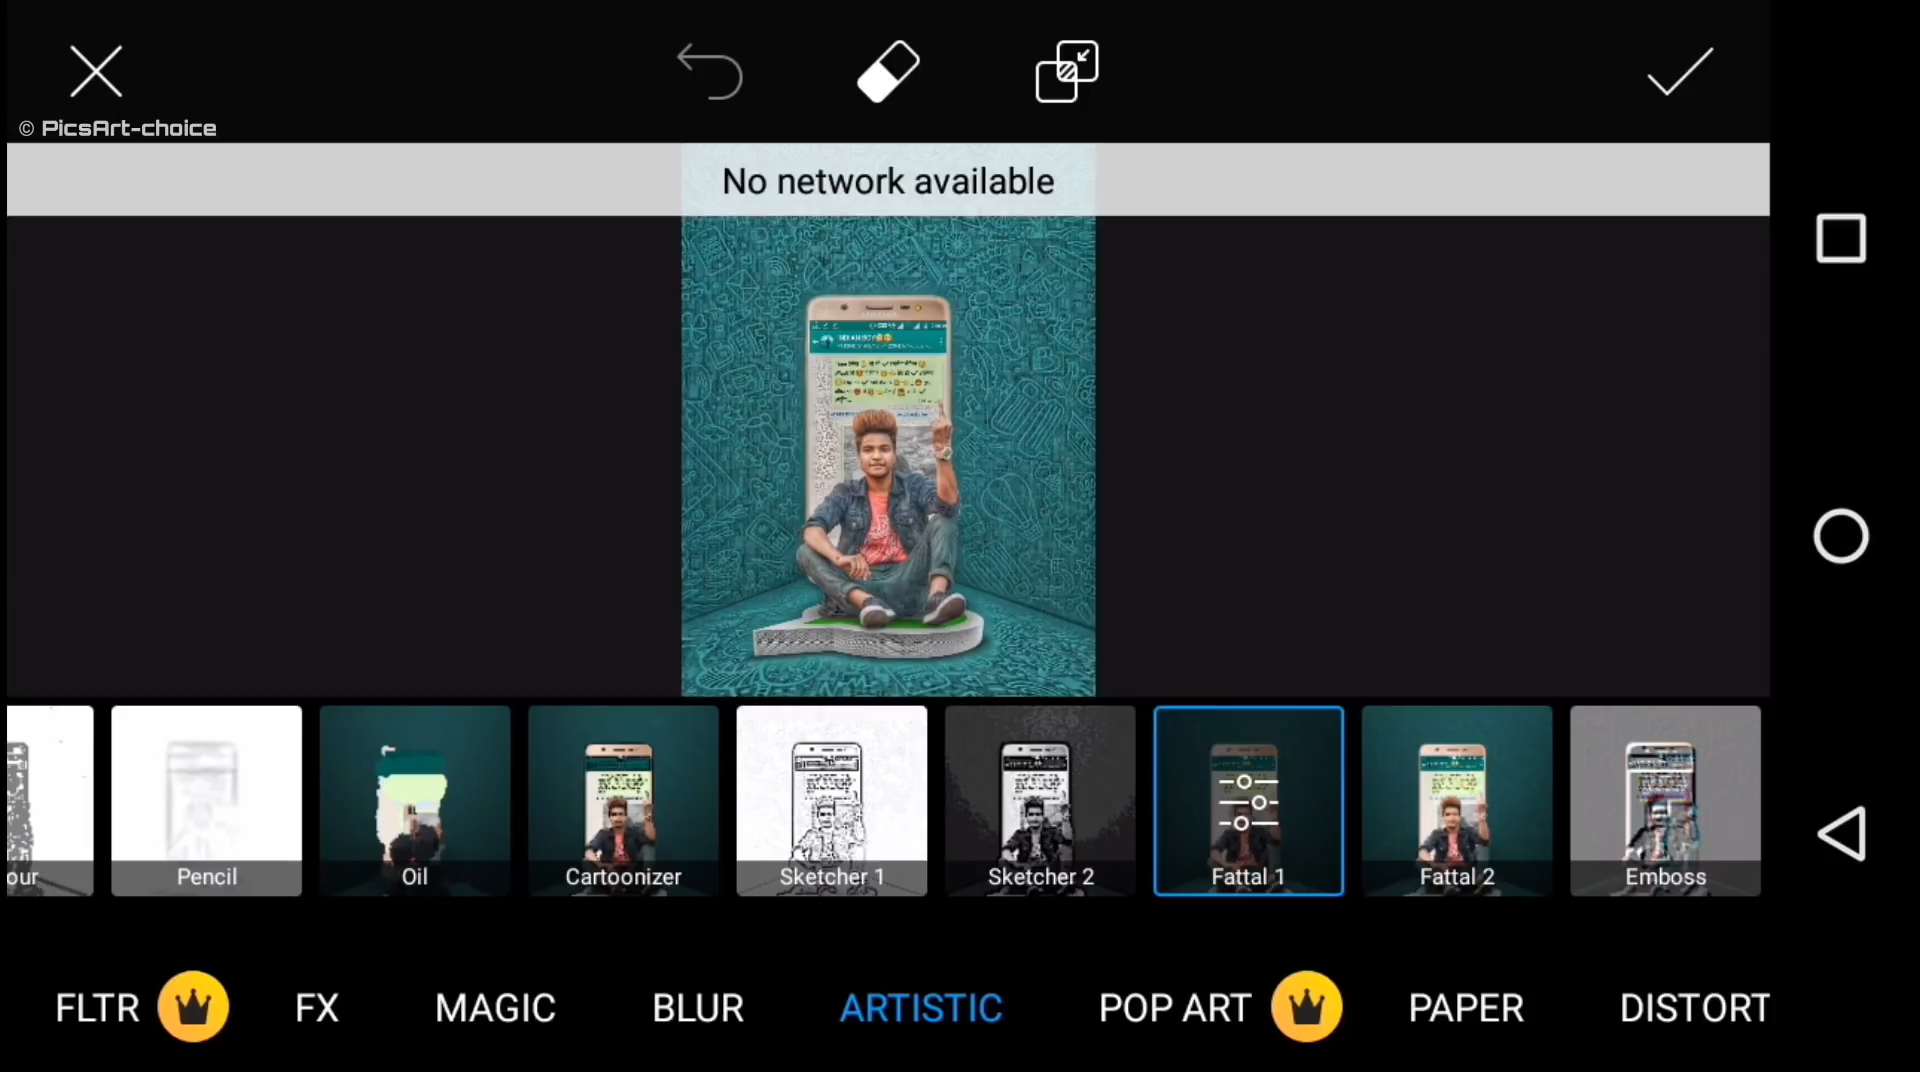 © PicsArt-choice
No network available
our
Pencil
Oil
Cartoonizer
Sketcher 1
Sketcher 2
Fattal 1
Fattal 2
Emboss
FLTR FX MAGIC BLUR ARTISTIC POP ART PAPER DISTORT